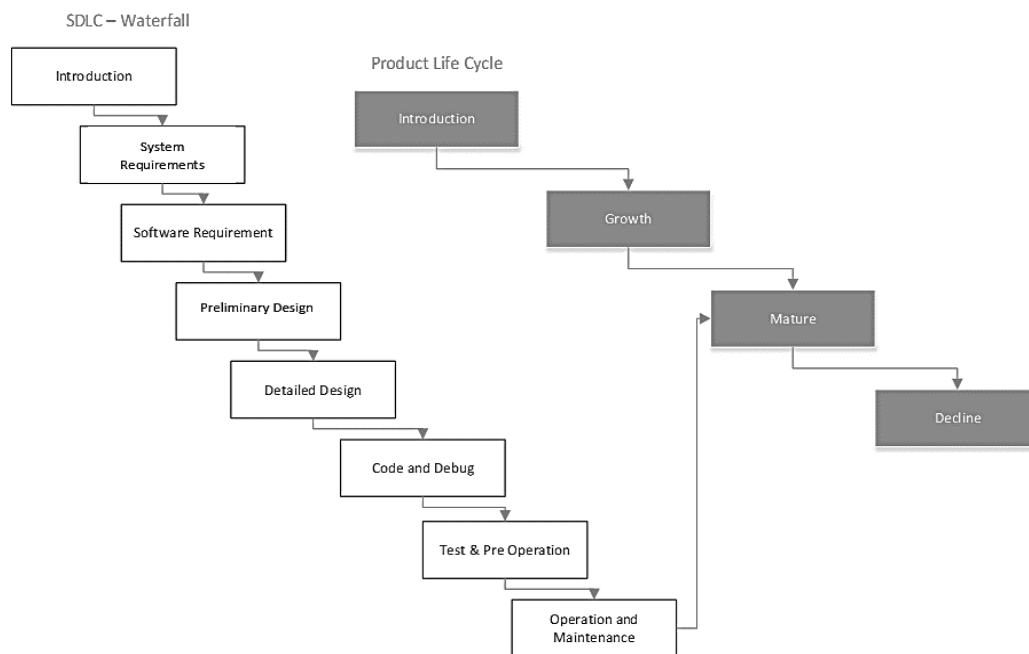 SDLC – Waterfall
Introduction
System
Requirements
Software Requirement
Preliminary Design
Detailed Design
Code and Debug
Test & Pre Operation
Operation and
Maintenance
Product Life Cycle
Introduction
Growth
Mature
Decline